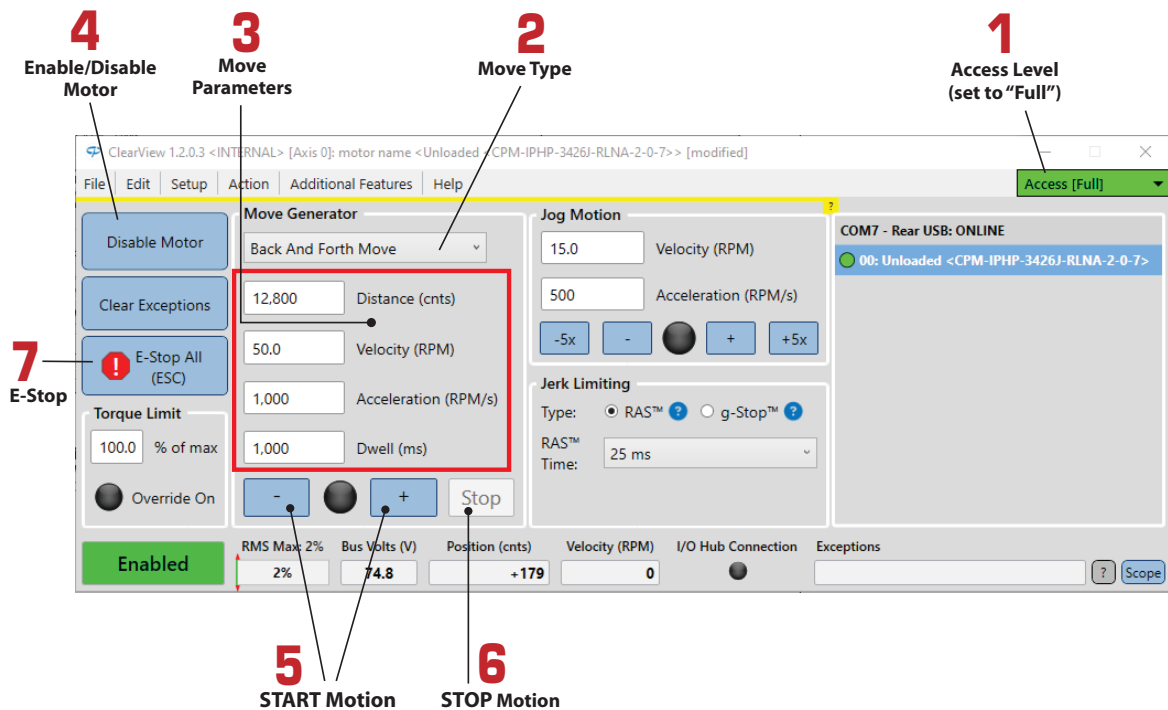 4
Enable/Disable
Motor
3
Move
Parameters
2
Move Type
1
Access Level
(set to “Full”)
ClearView 1.2.0.3 <INTERNAL> [Axis 0]: motor name <Unloaded <CPM-IPHP-3426J-RLNA-2-0-7>> [modified]
File Edit Setup Action Additional Features Help
Access [Full]
?
Disable Motor
Clear Exceptions
! E-Stop All
(ESC)
7
E-Stop
Torque Limit
100.0 % of max
Override On
Move Generator
Back And Forth Move
12,800 Distance (cnts)
50.0 Velocity (RPM)
1,000 Acceleration (RPM/s)
1,000 Dwell (ms)
- + Stop
Jog Motion
15.0 Velocity (RPM)
500 Acceleration (RPM/s)
-5x - + +5x
Jerk Limiting
Type: RAS™ ? g-Stop™ ?
RAS™
Time: 25 ms
COM7 - Rear USB: ONLINE
00: Unloaded <CPM-IPHP-3426J-RLNA-2-0-7>
Enabled
RMS Max: 2% Bus Volts (V) Position (cnts) Velocity (RPM) I/O Hub Connection Exceptions
2% 74.8 +179 0 ? Scope
5
START Motion
6
STOP Motion